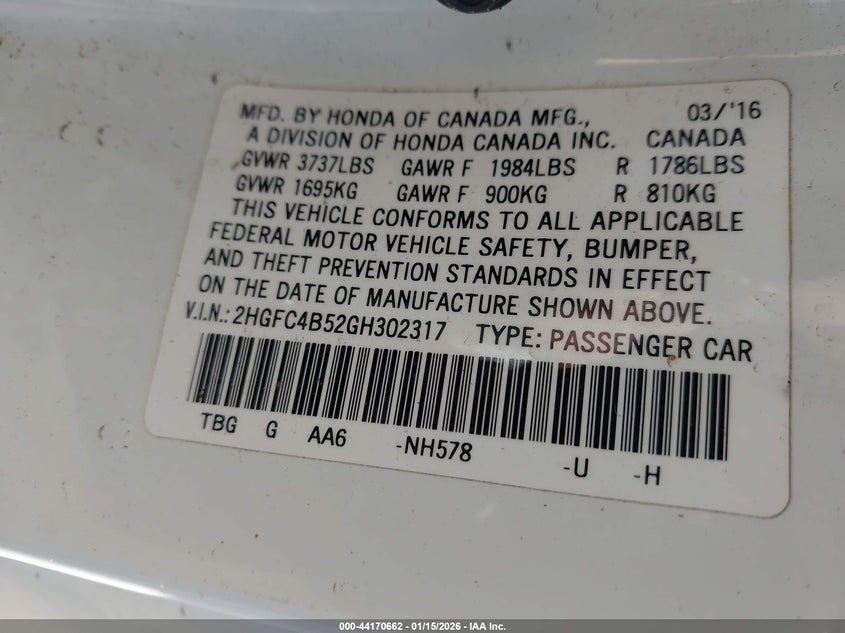 MFD. BY HONDA OF CANADA MFG., 03/'16
A DIVISION OF HONDA CANADA INC. CANADA
GVWR 3737LBS GAWR F 1984LBS R 1786LBS
GVWR 1695KG GAWR F 900KG R 810KG
THIS VEHICLE CONFORMS TO ALL APPLICABLE
FEDERAL MOTOR VEHICLE SAFETY, BUMPER,
AND THEFT PREVENTION STANDARDS IN EFFECT
ON THE DATE OF MANUFACTURE SHOWN ABOVE.
V.I.N.: 2HGFC4B52GH302317 TYPE: PASSENGER CAR
TBG G AA6 -NH578 -U -H
000-44170662 - 01/15/2026 - IAA Inc.